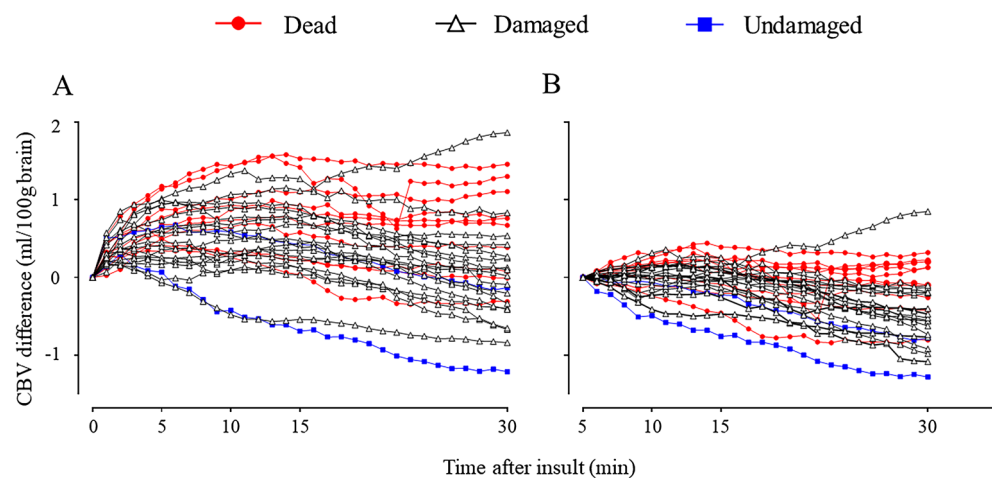 Dead Damaged Undamaged
A B
CBV difference (ml/100g brain)
2
1
0
-1
0 5 10 15 30 5 10 15 30
Time after insult (min)